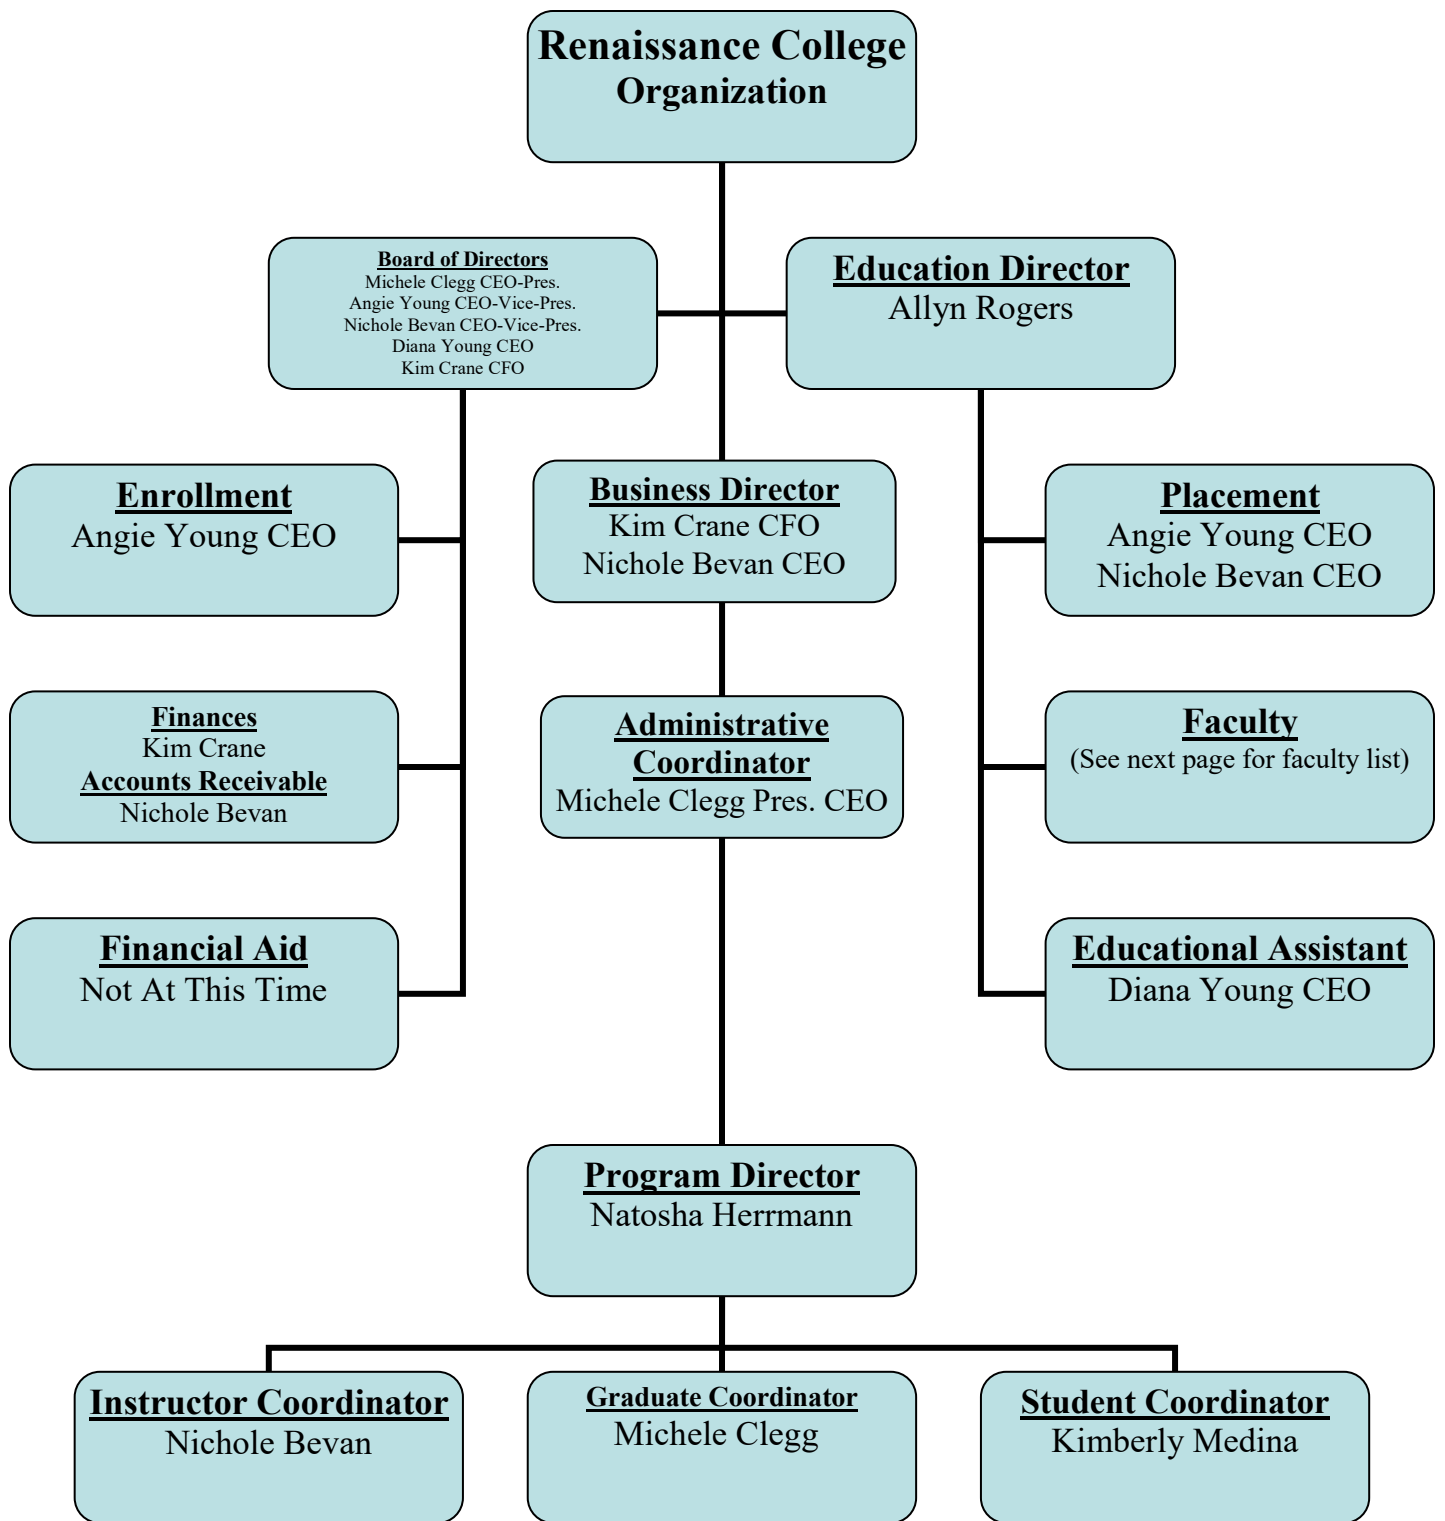 Renaissance College
Organization
Board of Directors
Michele Clegg CEO-Pres.
Angie Young CEO-Vice-Pres.
Nichole Bevan CEO-Vice-Pres.
Diana Young CEO
Kim Crane CFO
Education Director
Allyn Rogers
Enrollment
Angie Young CEO
Business Director
Kim Crane CFO
Nichole Bevan CEO
Placement
Angie Young CEO
Nichole Bevan CEO
Finances
Kim Crane
Accounts Receivable
Nichole Bevan
Administrative
Coordinator
Michele Clegg Pres. CEO
Faculty
(See next page for faculty list)
Financial Aid
Not At This Time
Educational Assistant
Diana Young CEO
Program Director
Natosha Herrmann
Instructor Coordinator
Nichole Bevan
Graduate Coordinator
Michele Clegg
Student Coordinator
Kimberly Medina